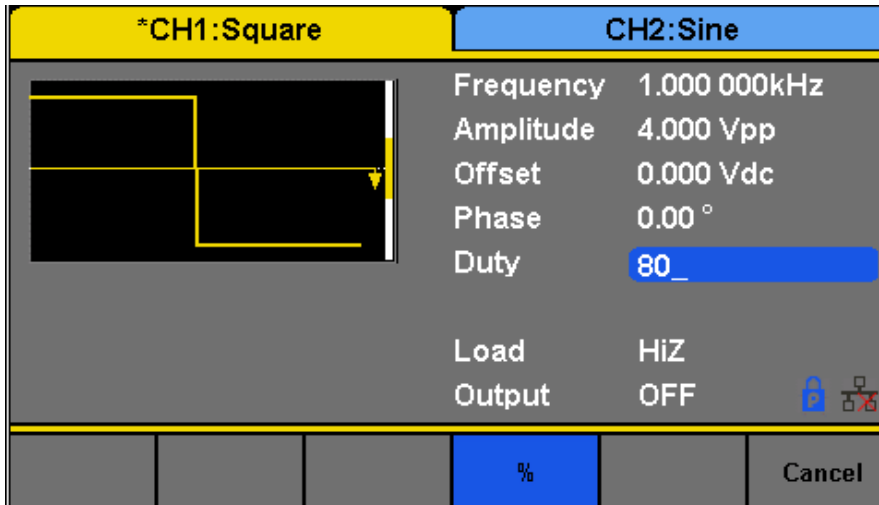 *CH1:Square CH2:Sine
Frequency 1.000 000kHz
Amplitude 4.000 Vpp
Offset 0.000 Vdc
Phase 0.00 °
Duty 80_
Load HiZ
Output OFF P
% Cancel